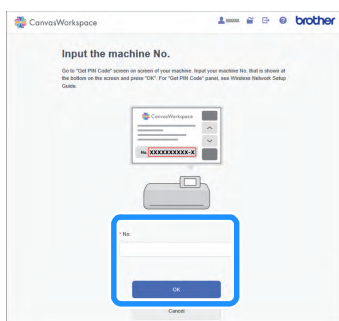 CanvasWorkspace
brother
Input the machine No.
Go to "Get PIN Code" screen on screen of your machine. Input your machine No. that is shown at
the bottom on the screen and press "OK". For "Get PIN Code" panel, see Wireless Network Setup
Guide.
CanvasWorkspace
No. XXXXXXXXXX-X
* No.
OK
Cancel